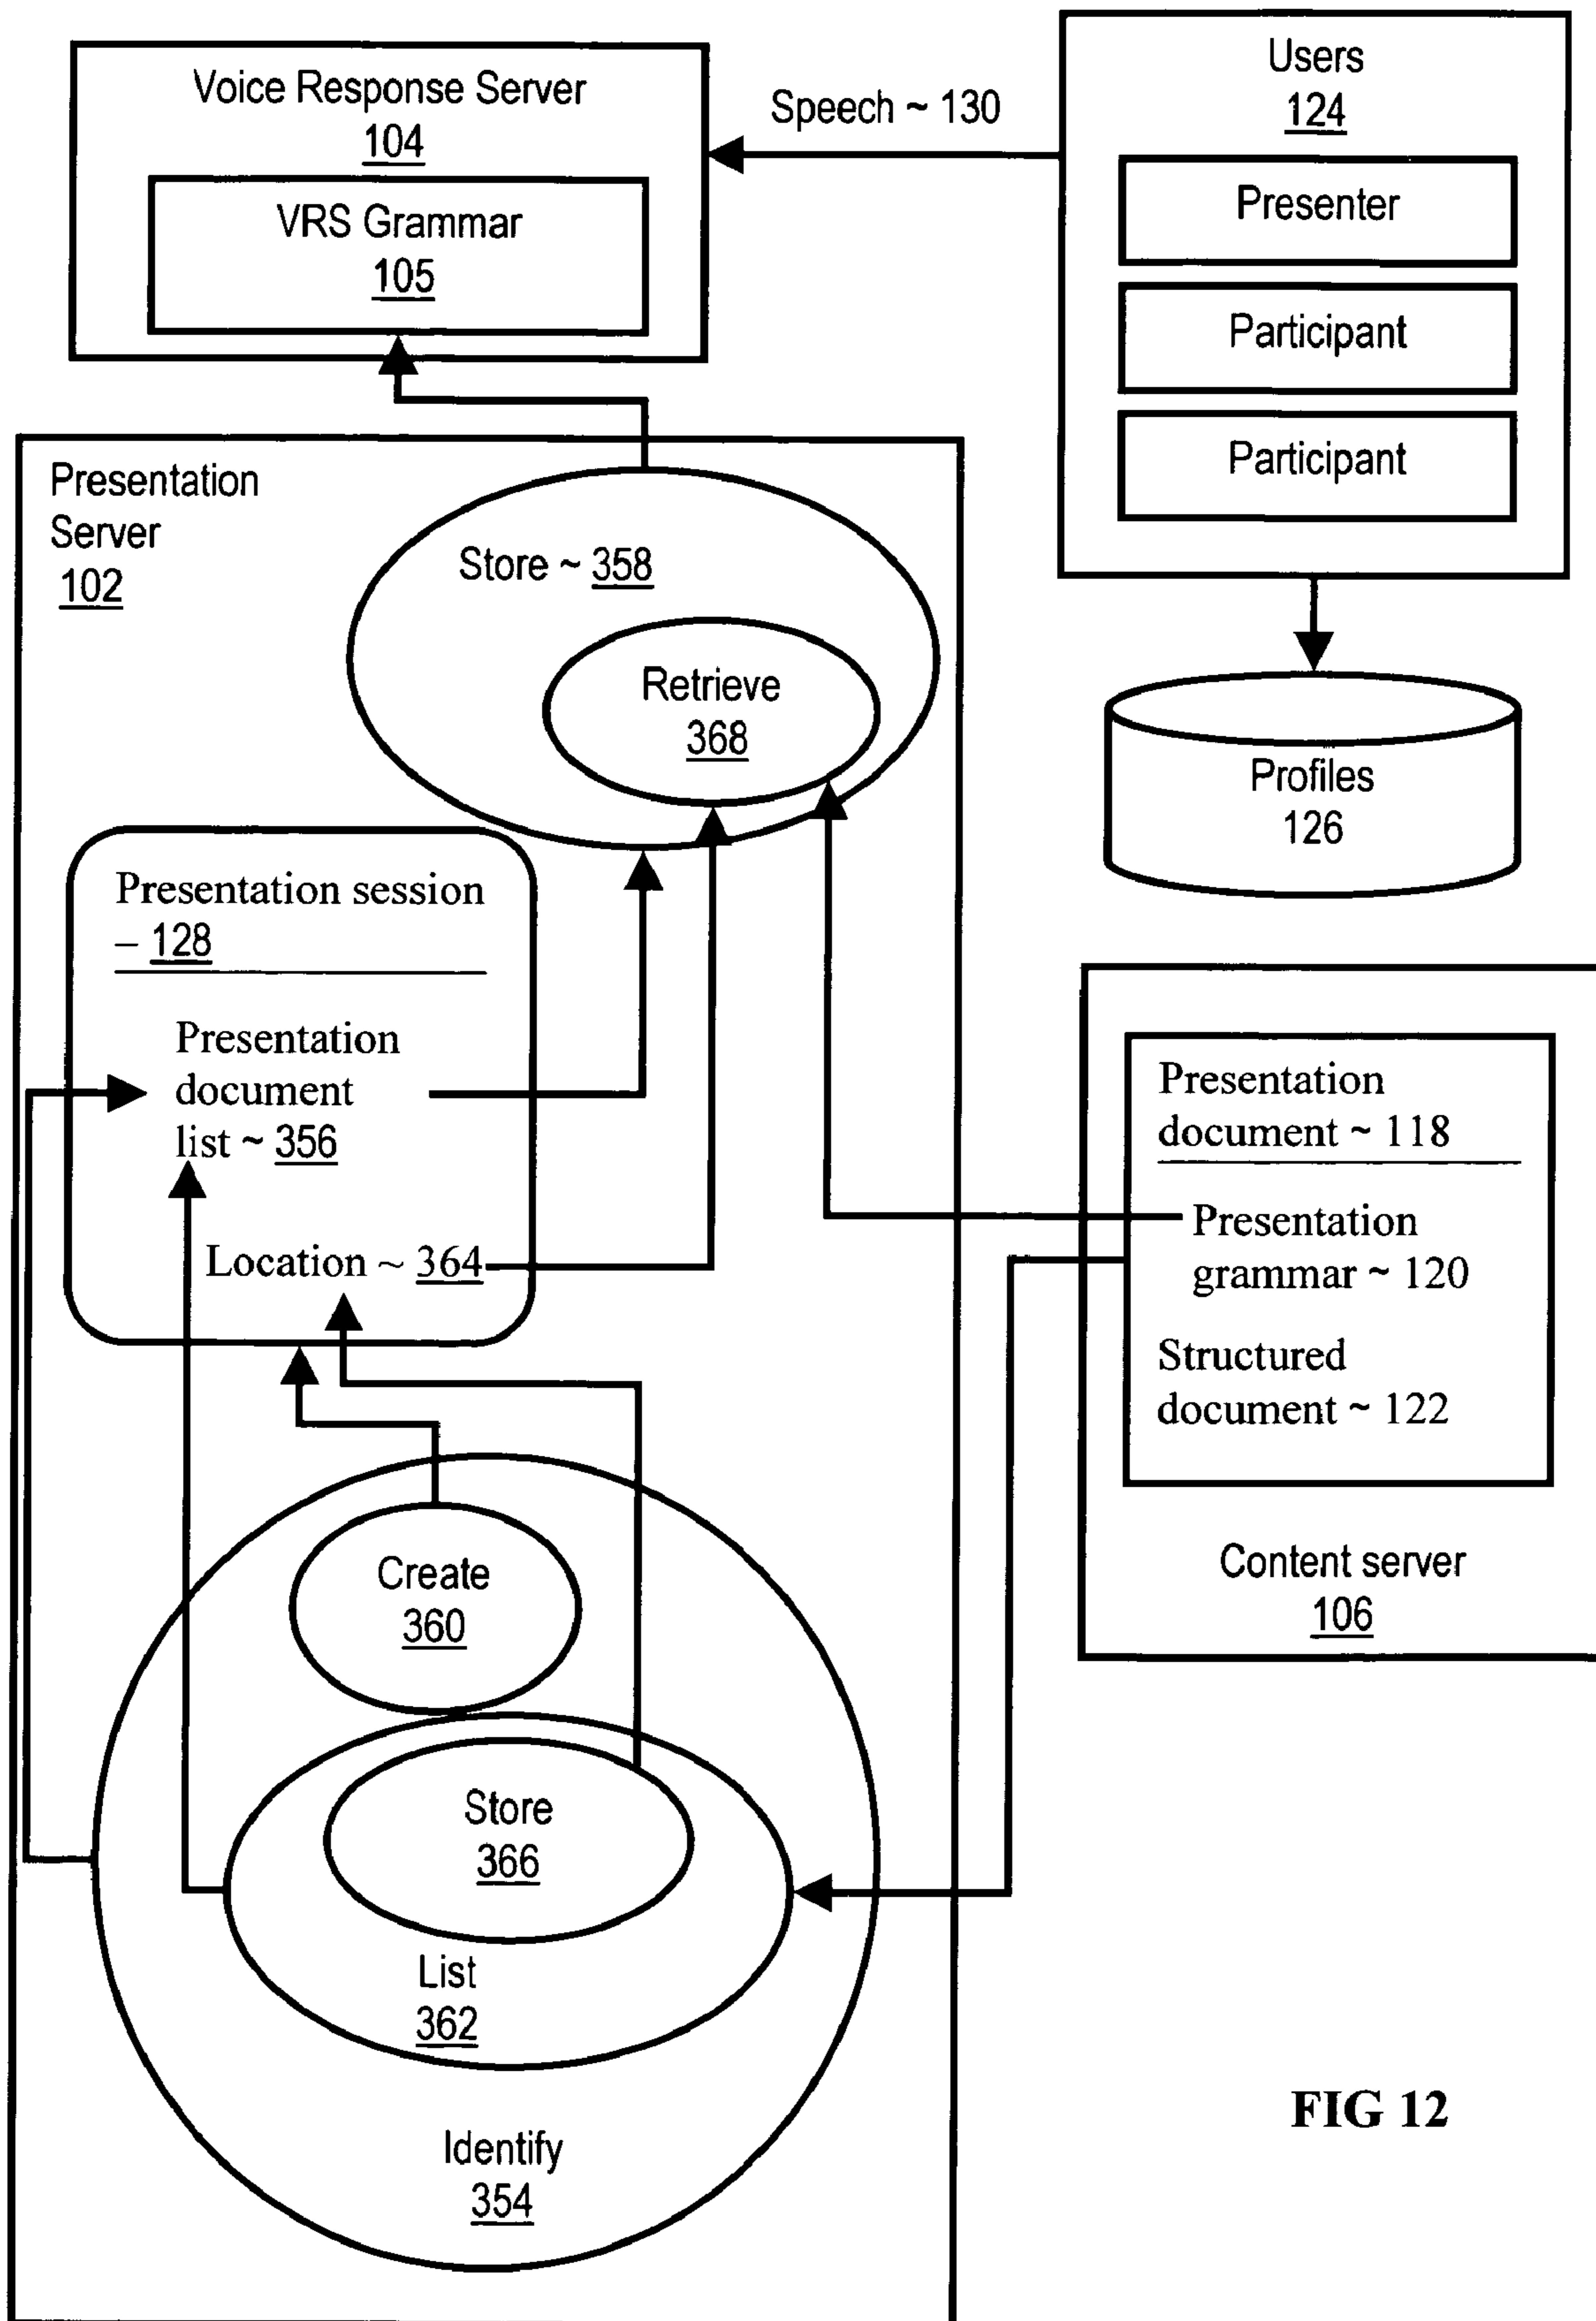 Voice Response Server
104
VRS Grammar
105
Speech ~ 130
Users
124
Presenter
Participant
Participant
Profiles
126
Presentation
Server
102
Store ~ 358
Retrieve
368
Presentation session
– 128
Presentation
document
list ~ 356
Location ~ 364
Presentation
document ~ 118
Presentation
grammar ~ 120
Structured
document ~ 122
Content server
106
Create
360
Store
366
List
362
Identify
354
FIG 12